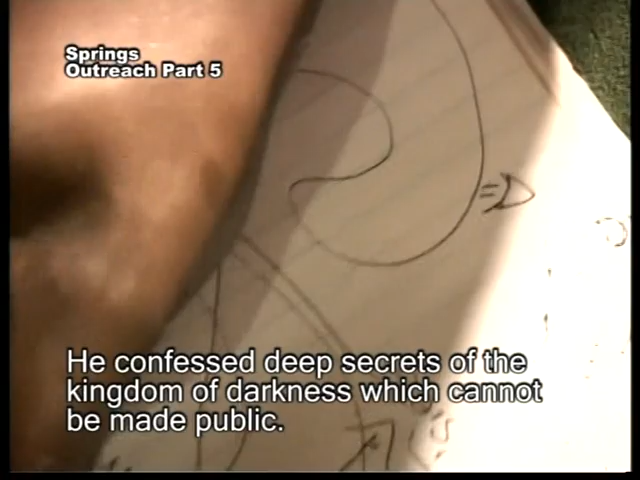 Springs
Outreach Part 5
=D
He confessed deep secrets of the
kingdom of darkness which cannot
be made public.